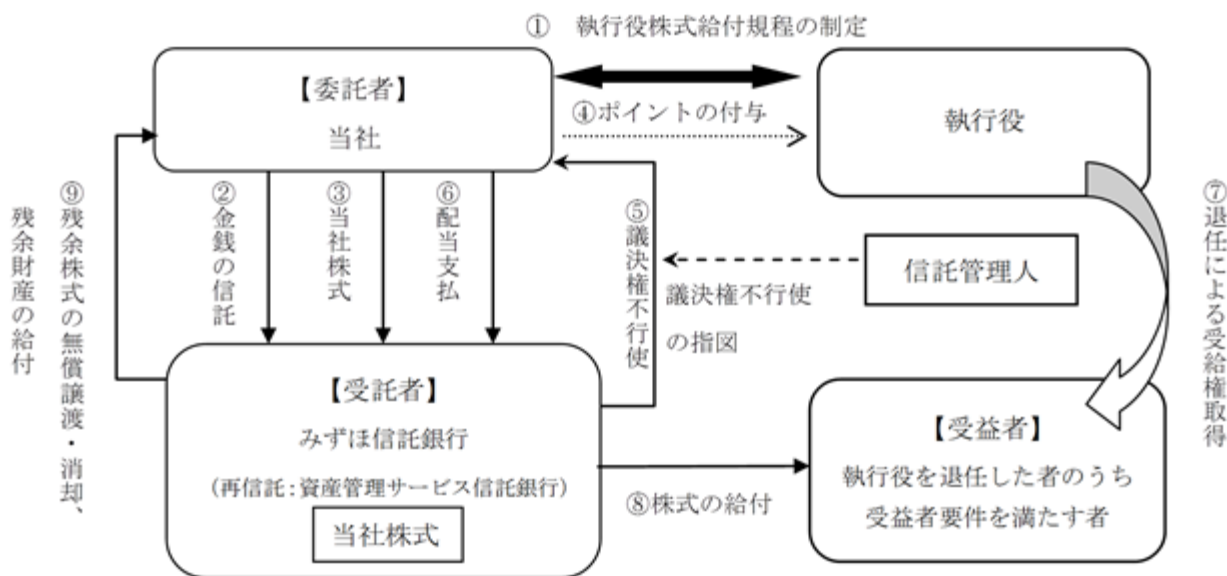 ① 執行役株式給付規程の制定
【委託者】
当社
④ポイントの付与
執行役
②金銭の信託
③当社株式
⑥配当支払
⑤議決権不行使
議決権不行使
の指図
信託管理人
⑦退任による受給権取得
⑨残余株式の無償譲渡・消却、
残余財産の給付
【受託者】
みずほ信託銀行
(再信託:資産管理サービス信託銀行)
当社株式
⑧株式の給付
【受益者】
執行役を退任した者のうち
受益者要件を満たす者